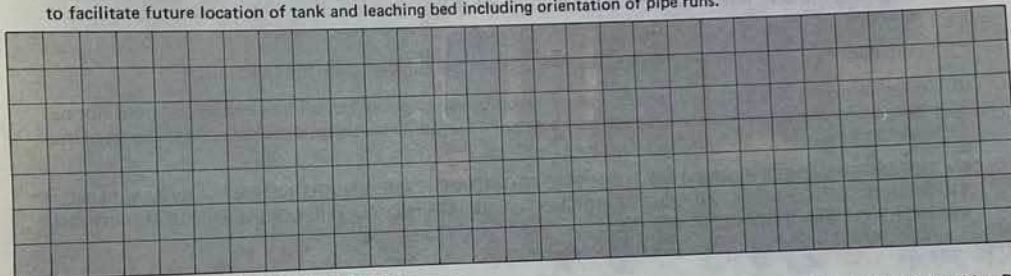 to facilitate future location of tank and leaching bed including orientation of pipe runs.